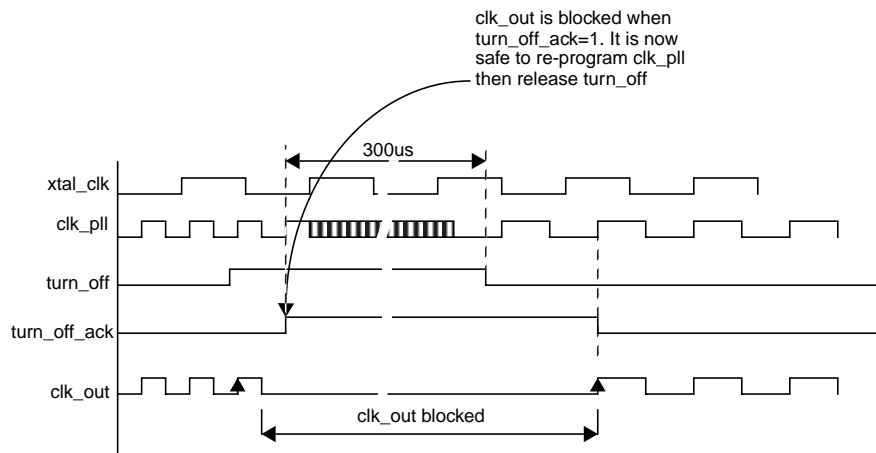 clk_out is blocked when
turn_off_ack=1. It is now
safe to re-program clk_pll
then release turn_off
300us
xtal_clk
clk_pll
turn_off
turn_off_ack
clk_out
clk_out blocked